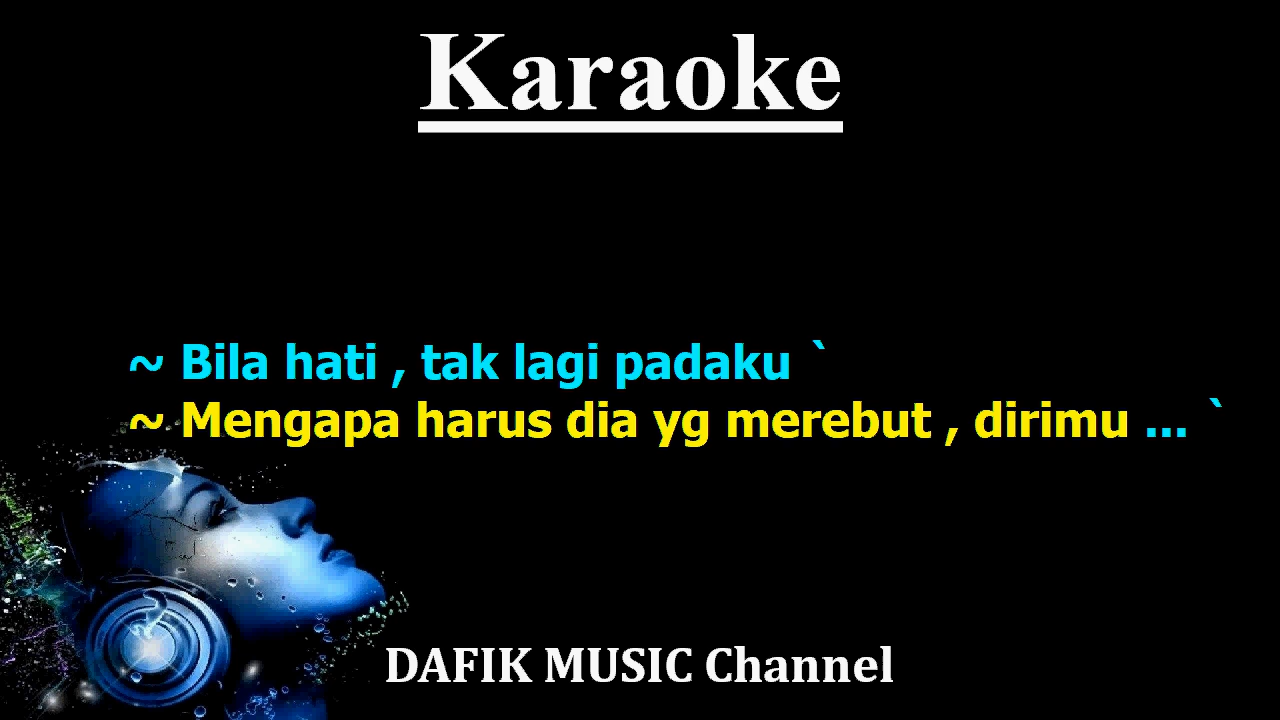 Karaoke
~ Bila hati , tak lagi padaku `
~ Mengapa harus dia yg merebut , dirimu ... `
DAFIK MUSIC Channel